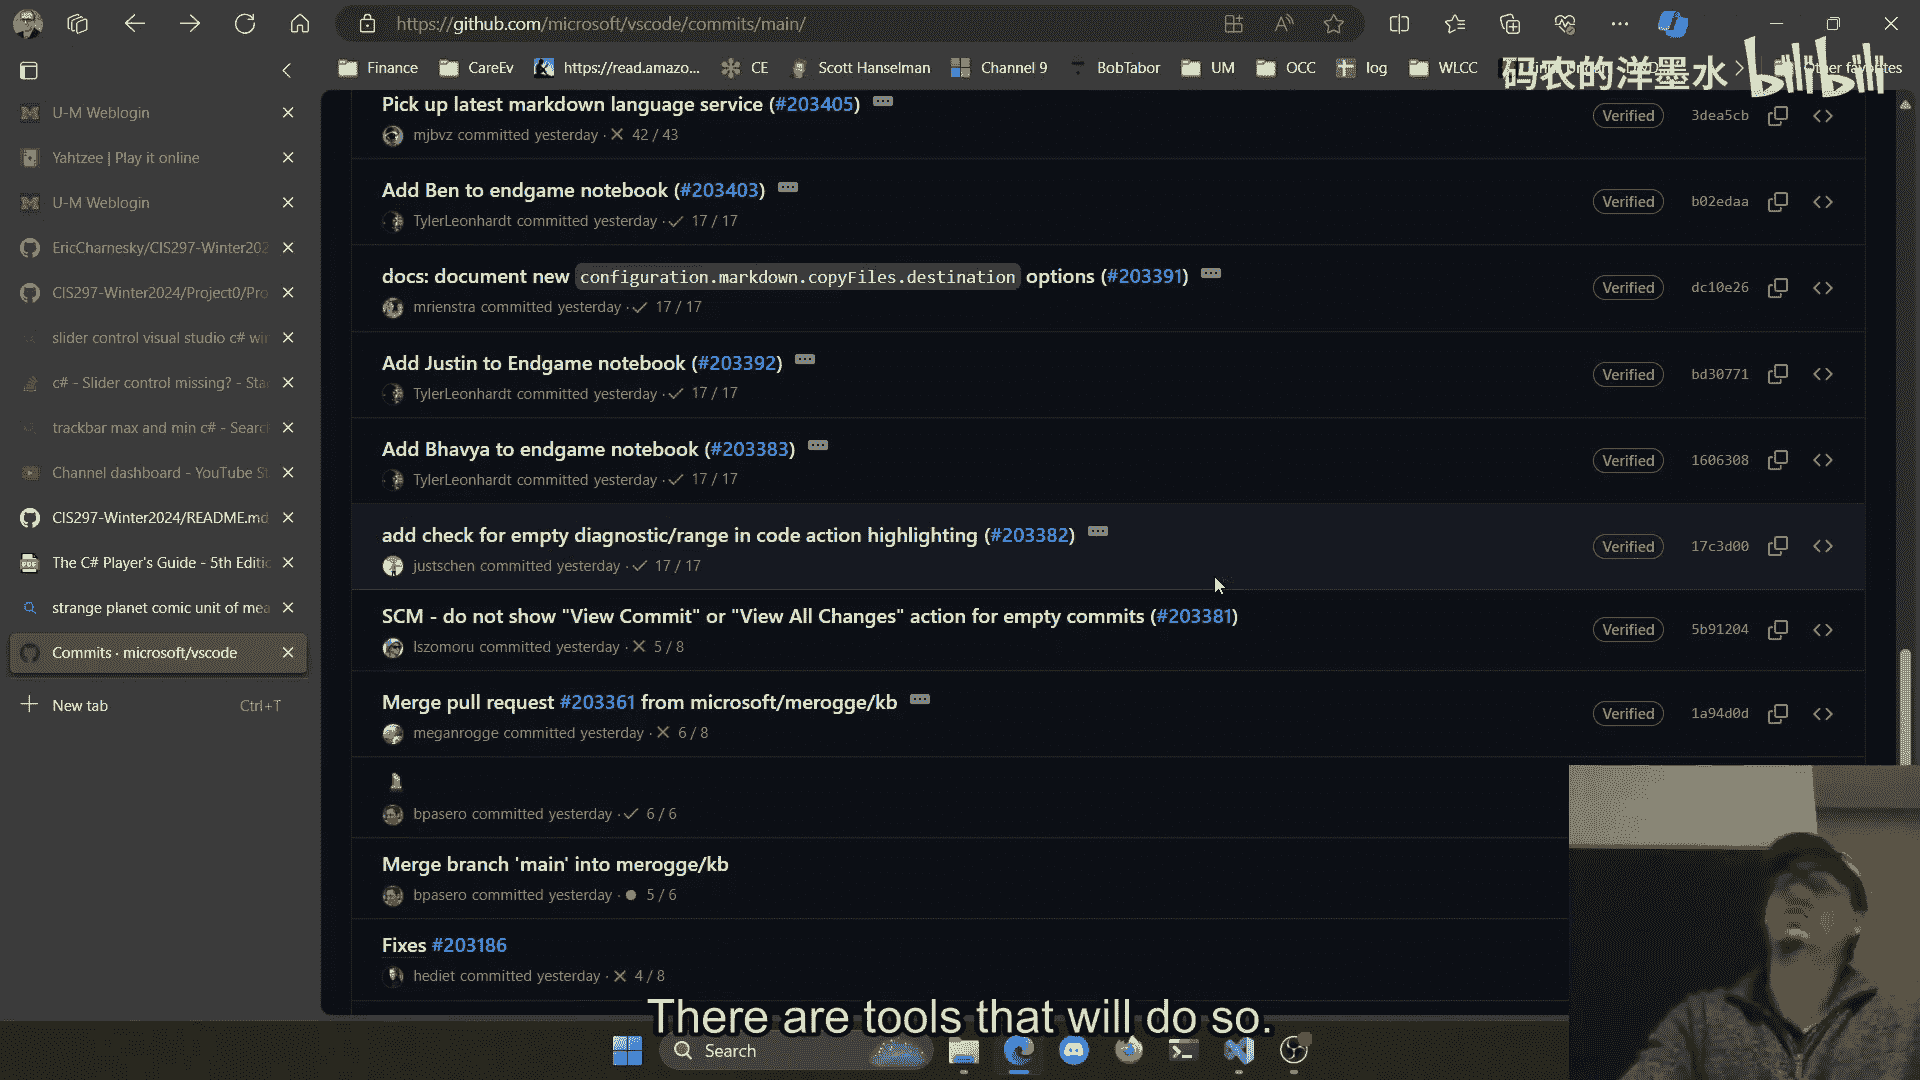 https://github.com/microsoft/vscode/commits/main/
Finance
CareEv
https://read.amazo...
CE
Scott Hanselman
Channel 9
BobTabor
UM
OCC
log
WLCC
Other favorites
码农的洋墨水
bilibili
U-M Weblogin
Yahtzee | Play it online
U-M Weblogin
EricCharnesky/CIS297-Winter202
CIS297-Winter2024/Project0/Pro
slider control visual studio c# win
c# - Slider control missing? - Sta
trackbar max and min c# - Searc
Channel dashboard - YouTube St
CIS297-Winter2024/README.md
The C# Player's Guide - 5th Editio
strange planet comic unit of mea
Commits · microsoft/vscode
New tab
Ctrl+T
Pick up latest markdown language service (#203405)
mjbvz committed yesterday · 42 / 43
Verified 3dea5cb
Add Ben to endgame notebook (#203403)
TylerLeonhardt committed yesterday · 17 / 17
Verified b02edaa
docs: document new configuration.markdown.copyFiles.destination options (#203391)
mrienstra committed yesterday · 17 / 17
Verified dc10e26
Add Justin to Endgame notebook (#203392)
TylerLeonhardt committed yesterday · 17 / 17
Verified bd30771
Add Bhavya to endgame notebook (#203383)
TylerLeonhardt committed yesterday · 17 / 17
Verified 1606308
add check for empty diagnostic/range in code action highlighting (#203382)
justschen committed yesterday · 17 / 17
Verified 17c3d00
SCM - do not show "View Commit" or "View All Changes" action for empty commits (#203381)
lszomoru committed yesterday · 5 / 8
Verified 5b91204
Merge pull request #203361 from microsoft/merogge/kb
meganrogge committed yesterday · 6 / 8
Verified 1a94d0d
bpasero committed yesterday · 6 / 6
Merge branch 'main' into merogge/kb
bpasero committed yesterday · 5 / 6
Fixes #203186
hediet committed yesterday · 4 / 8
There are tools that will do so.
Search